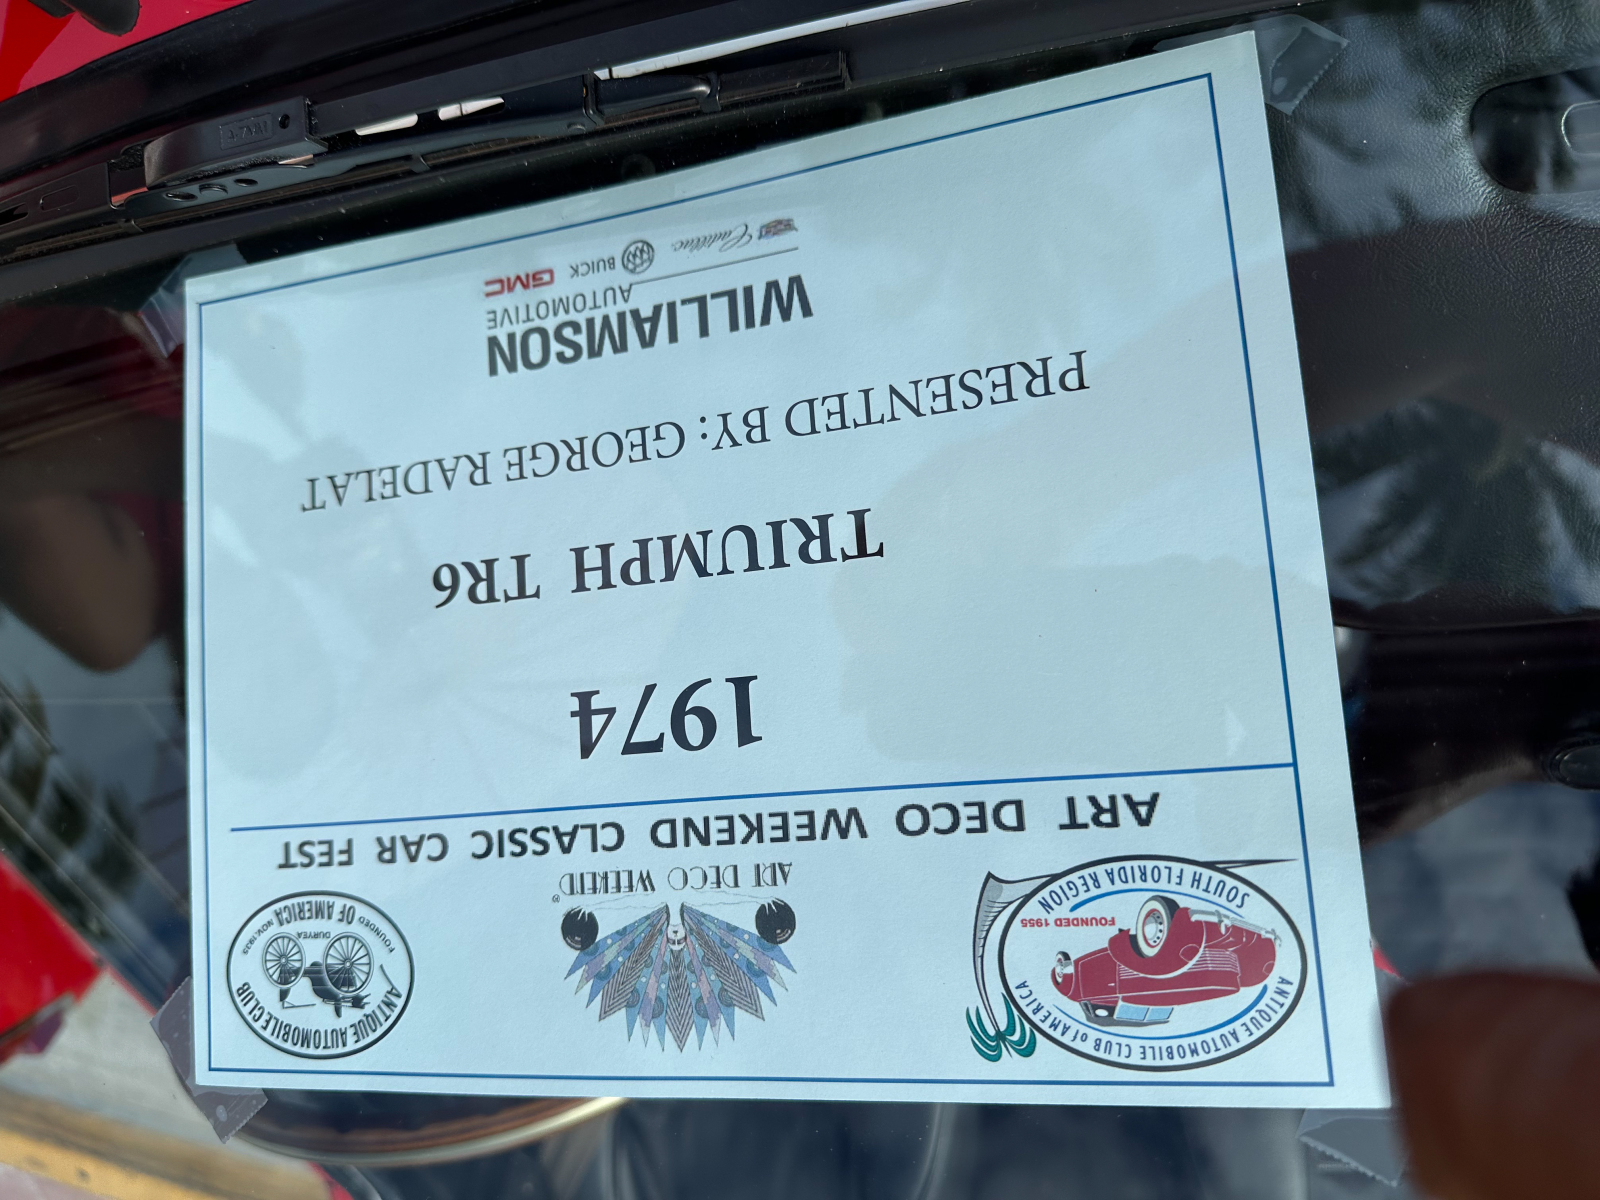 ANTIQUE AUTOMOBILE CLUB of AMERICA
FOUNDED 1955
SOUTH FLORIDA REGION
ART DECO WEEKEND®
ANTIQUE AUTOMOBILE CLUB
FOUNDED NOV. 1935
DURYEA
OF AMERICA
ART DECO WEEKEND CLASSIC CAR FEST
1974
TRIUMPH TR6
PRESENTED BY: GEORGE RADELAT
WILLIAMSON
AUTOMOTIVE
Cadillac BUICK GMC